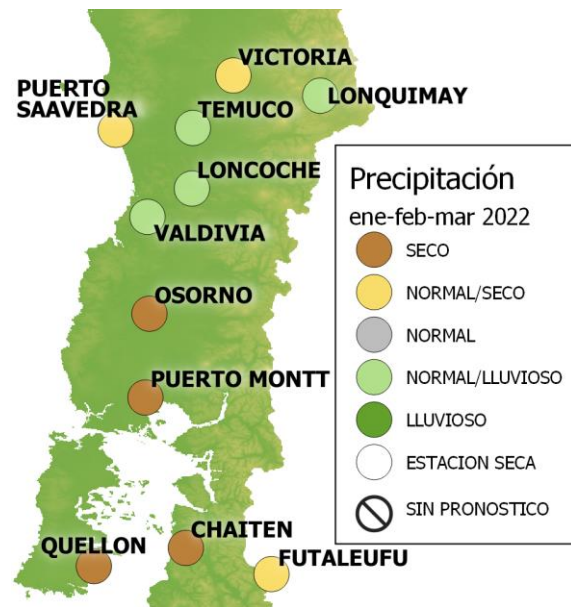 VICTORIA
PUERTO
SAAVEDRA
LONQUIMAY
TEMUCO
LONCOCHE
VALDIVIA
OSORNO
PUERTO MONTT
QUELLON
CHAITEN
FUTALEUFU
Precipitación
ene-feb-mar 2022
SECO
NORMAL/SECO
NORMAL
NORMAL/LLUVIOSO
LLUVIOSO
ESTACION SECA
SIN PRONOSTICO